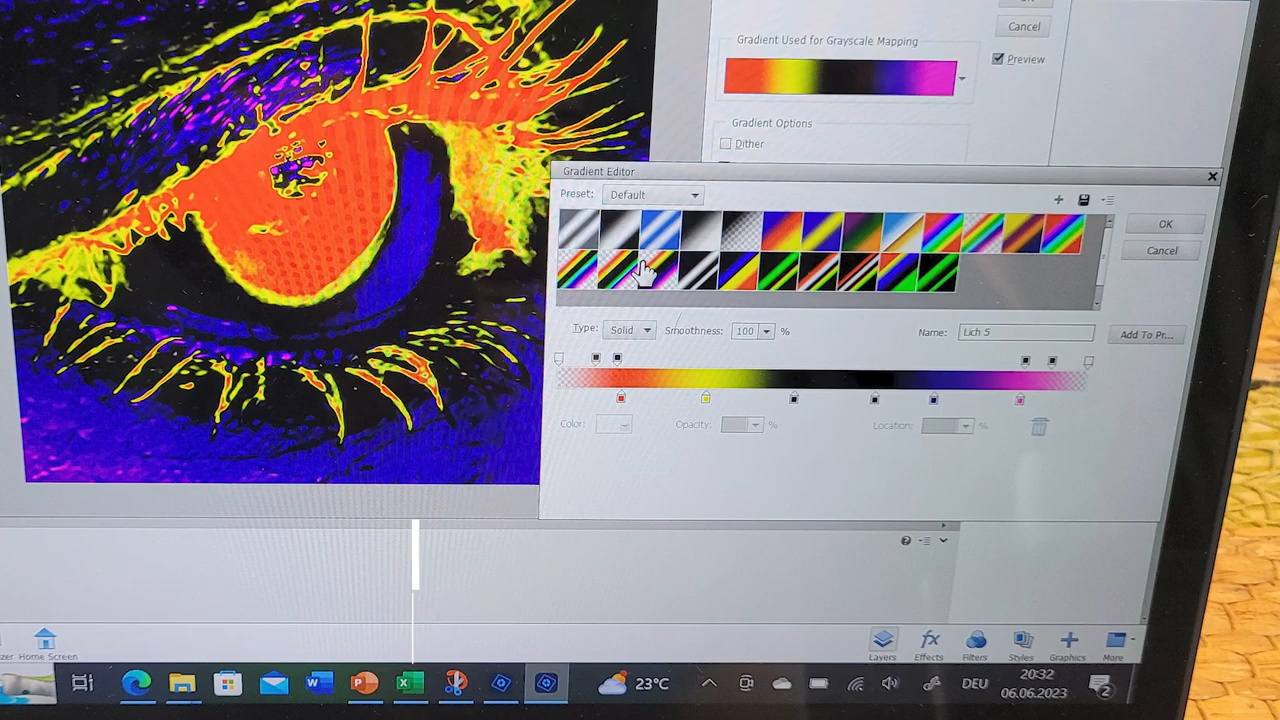 Cancel
Gradient Used for Grayscale Mapping
Preview
Gradient Options
Dither
Gradient Editor
Preset: Default
OK
Cancel
Type: Solid Smoothness: 100 % Name: Lich 5 Add To Pr...
Color: Opacity: % Location: %
zer Home Screen
Layers Effects Filters Styles Graphics More
23°C DEU 20:32
06.06.2023 2